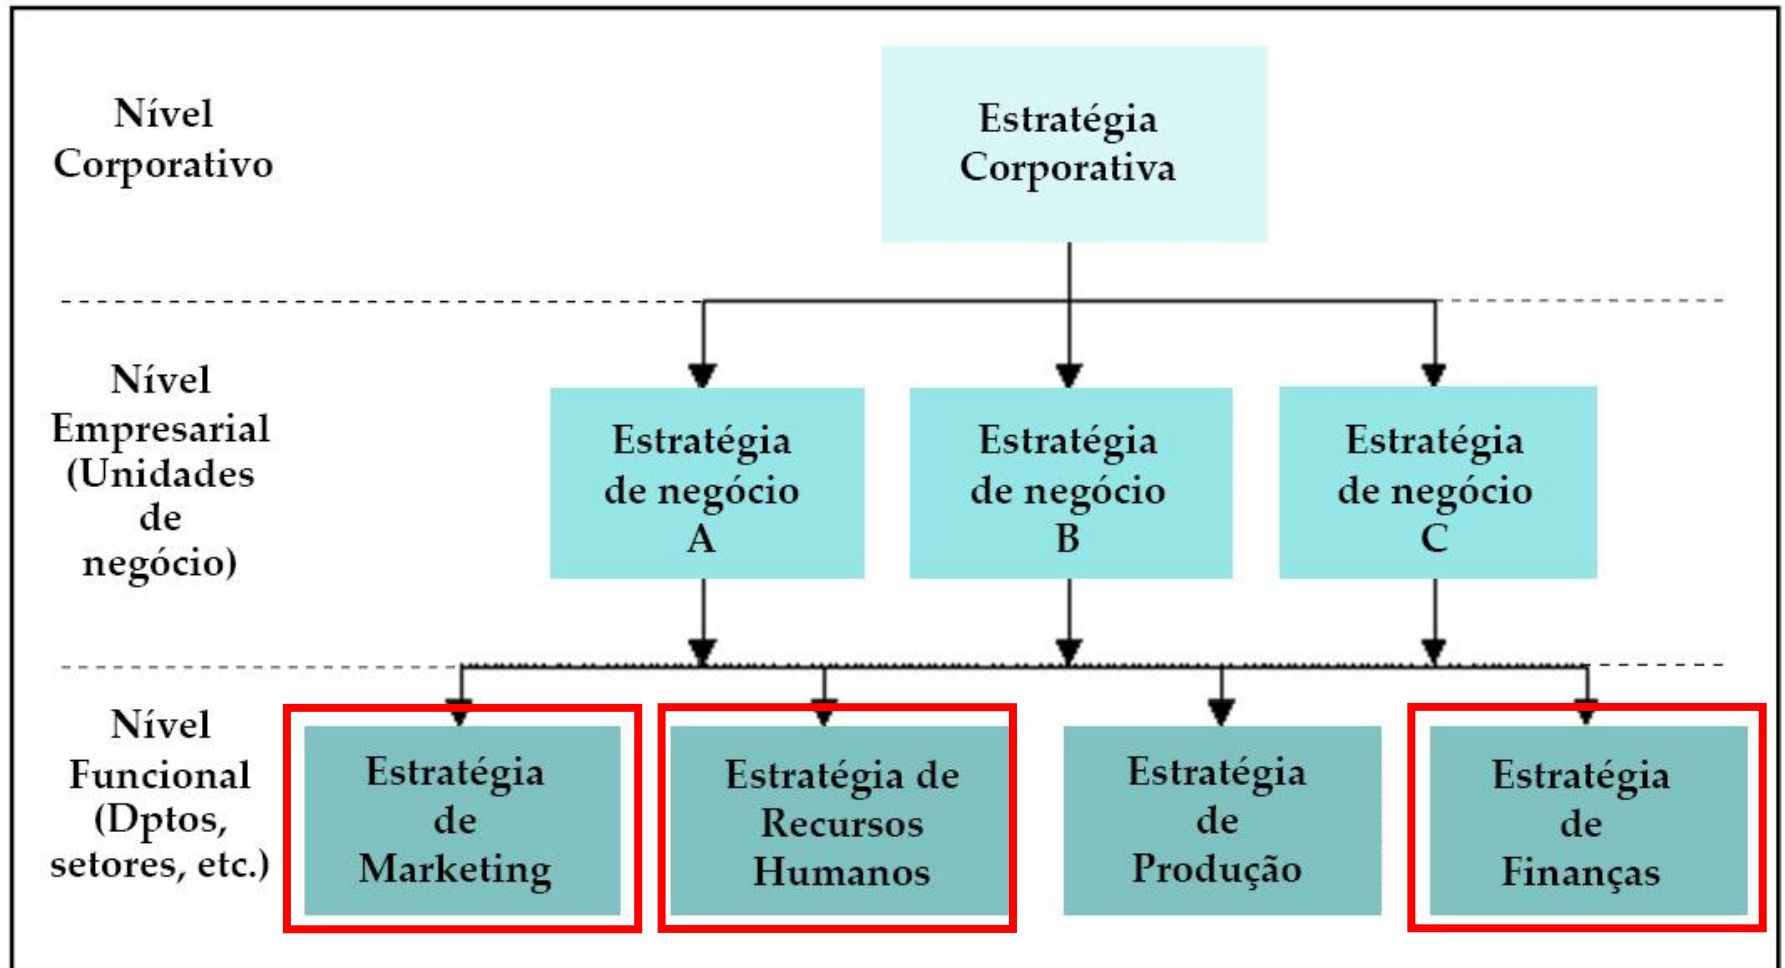 Nível
Corporativo
Estratégia
Corporativa
Nível
Empresarial
(Unidades
de
negócio)
Estratégia
de negócio
A
Estratégia
de negócio
B
Estratégia
de negócio
C
Nível
Funcional
(Dptos,
setores, etc.)
Estratégia
de
Marketing
Estratégia de
Recursos
Humanos
Estratégia
de
Produção
Estratégia
de
Finanças